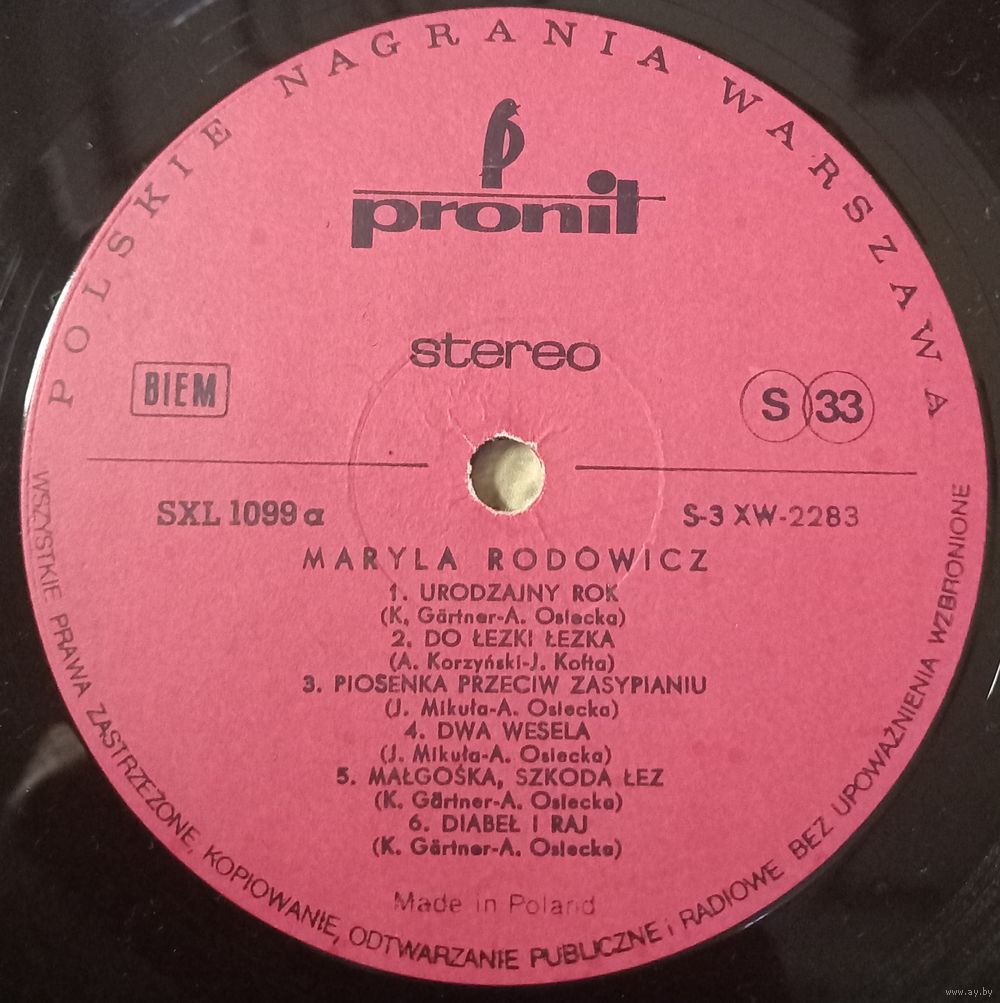 POLSKIE NAGRANIA WARSZAWA
pronit
stereo
BIEM
S 33
SXL 1099 a
S-3 XW-2283
MARYLA RODOWICZ
1. URODZAJNY ROK
(K, Gärtner-A. Osiecka)
2. DO ŁEZKI ŁEZKA
(A. Korzyński-J. Kofta)
3. PIOSENKA PRZECIW ZASYPIANIU
(J. Mikuła-A. Osiecka)
4. DWA WESELA
(J. Mikuła-A. Osiecka)
5. MAŁGOŚKA, SZKODA ŁEZ
(K. Gärtner-A. Osiecka)
6. DIABEŁ I RAJ
(K. Gärtner-A. Osiecka)
Made in Poland
WSZYSTKIE PRAWA ZASTRZEŻONE, KOPIOWANIE, ODTWARZANIE PUBLICZNE i RADIOWE BEZ UPOWAŻNIENIA WZBRONIONE
www.ay.by